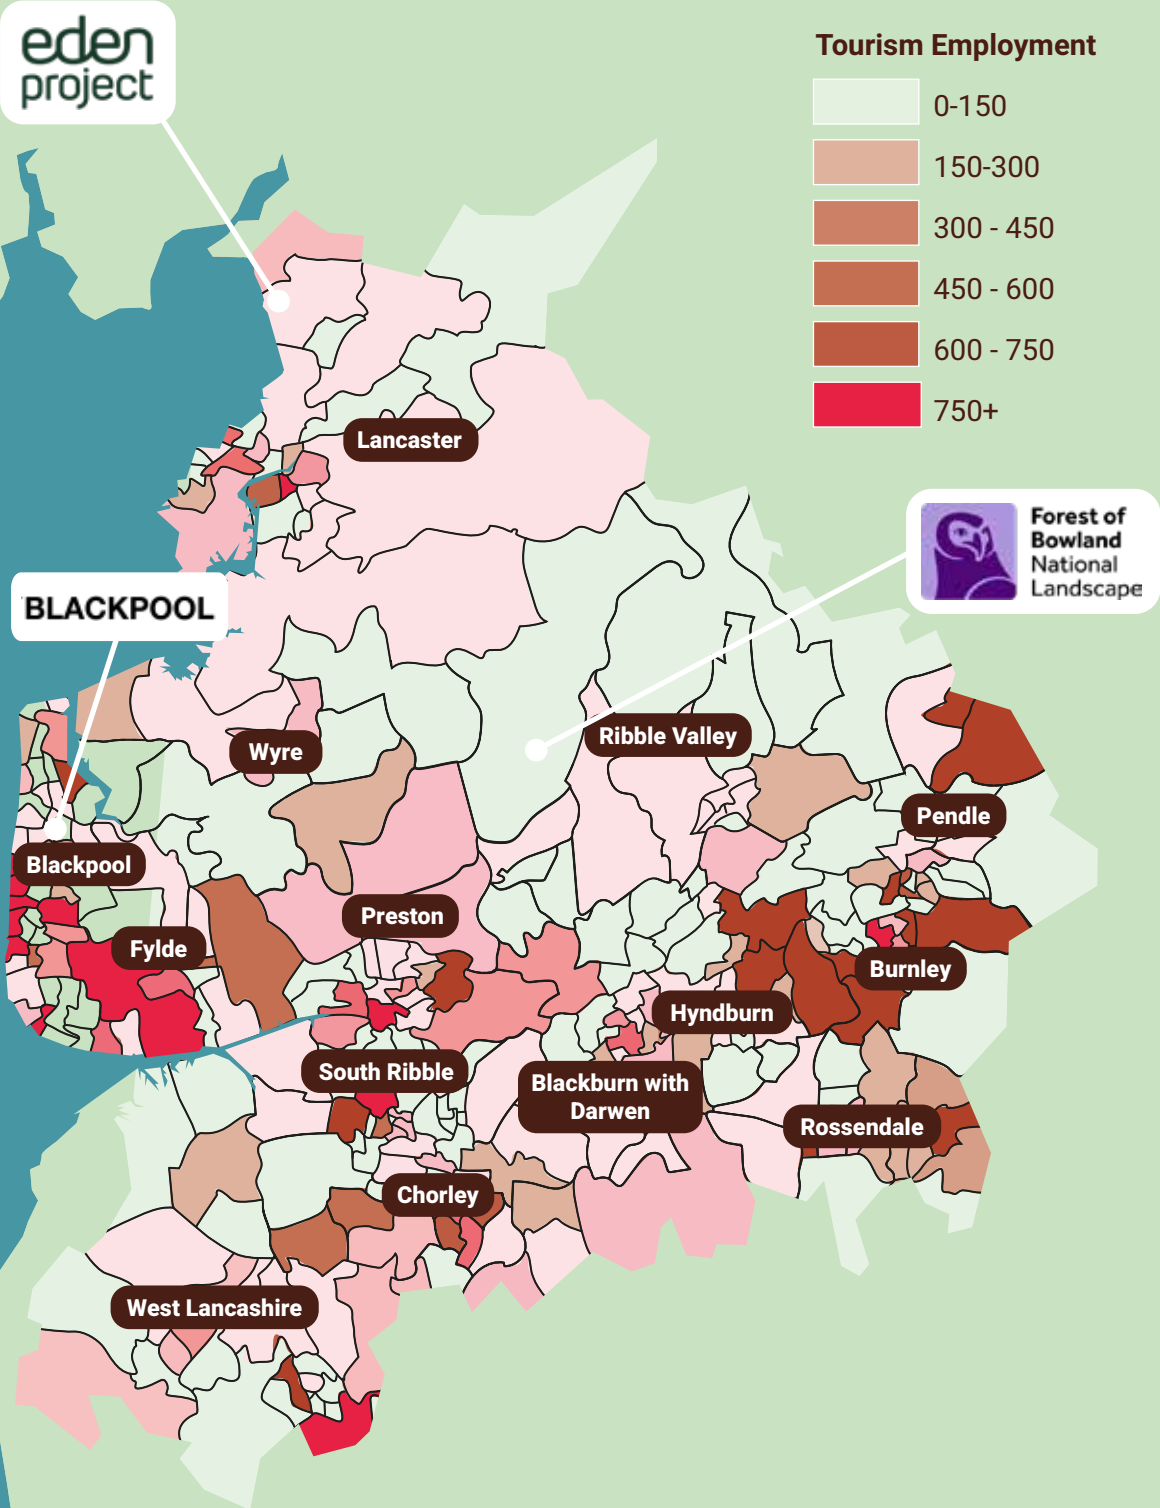 eden
project
Tourism Employment
0-150
150-300
300 - 450
450 - 600
600 - 750
750+
Lancaster
Forest of
Bowland
National
Landscape
BLACKPOOL
Ribble Valley
Wyre
Pendle
Blackpool
Preston
Fylde
Burnley
Hyndburn
South Ribble
Blackburn with
Darwen
Rossendale
Chorley
West Lancashire